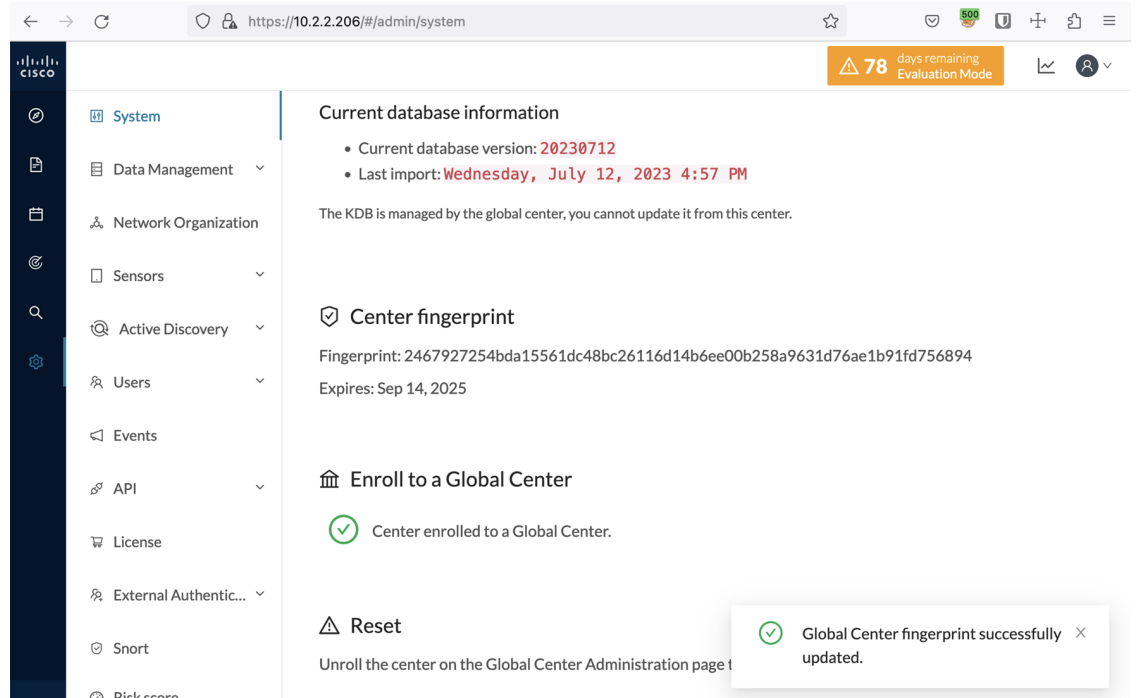 https://10.2.2.206/#/admin/system
500
cisco
78 days remaining
Evaluation Mode
System
Data Management
Network Organization
Sensors
Active Discovery
Users
Events
API
License
External Authentic...
Snort
Risk score
Current database information
• Current database version: 20230712
• Last import: Wednesday, July 12, 2023 4:57 PM
The KDB is managed by the global center, you cannot update it from this center.
Center fingerprint
Fingerprint: 2467927254bda15561dc48bc26116d14b6ee00b258a9631d76ae1b91fd756894
Expires: Sep 14, 2025
Enroll to a Global Center
Center enrolled to a Global Center.
Reset
Unroll the center on the Global Center Administration page
Global Center fingerprint successfully
updated.